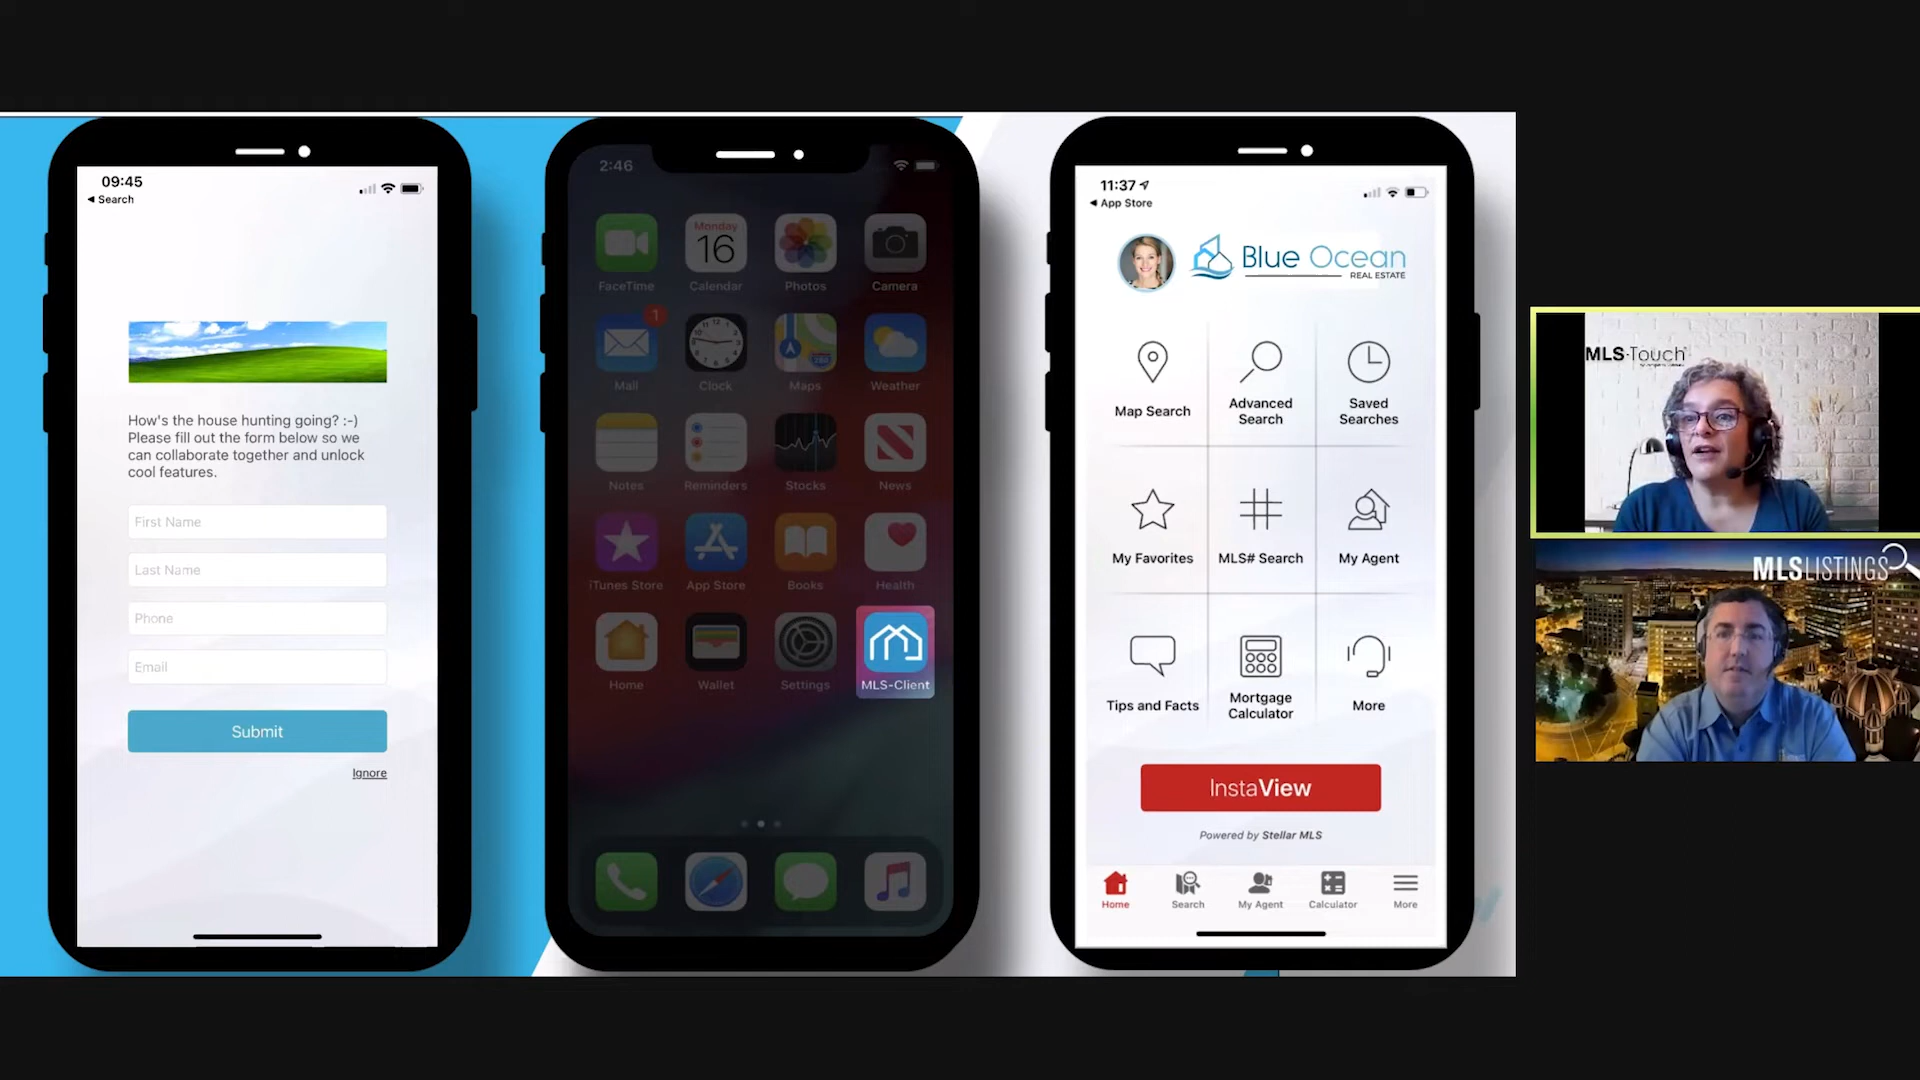 09:45
Search
How's the house hunting going? :-)
Please fill out the form below so we
can collaborate together and unlock
cool features.
First Name
Last Name
Phone
Email
Submit
Ignore
2:46
Monday
16
FaceTime
Calendar
Photos
Camera
1
Mail
Clock
Maps
Weather
Notes
Reminders
Stocks
News
iTunes Store
App Store
Books
Health
Home
Wallet
Settings
MLS-Client
11:37
App Store
Blue Ocean
REAL ESTATE
Map Search
Advanced
Search
Saved
Searches
My Favorites
MLS# Search
My Agent
Tips and Facts
Mortgage
Calculator
More
InstaView
Powered by Stellar MLS
Home
Search
My Agent
Calculator
More
MLS-Touch
MLSLISTINGS